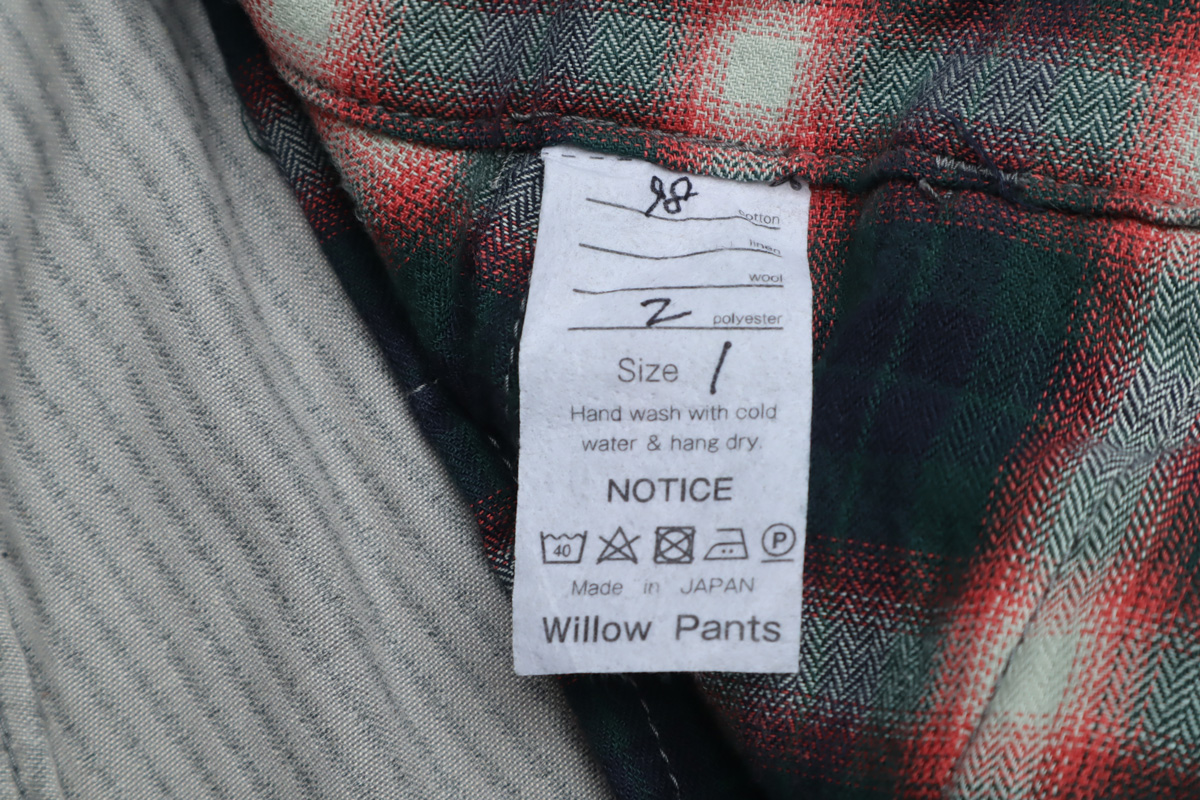 98 cotton
linen
wool
2 polyester
Size 1
Hand wash with cold
water & hang dry.
NOTICE
40 P
Made in JAPAN
Willow Pants